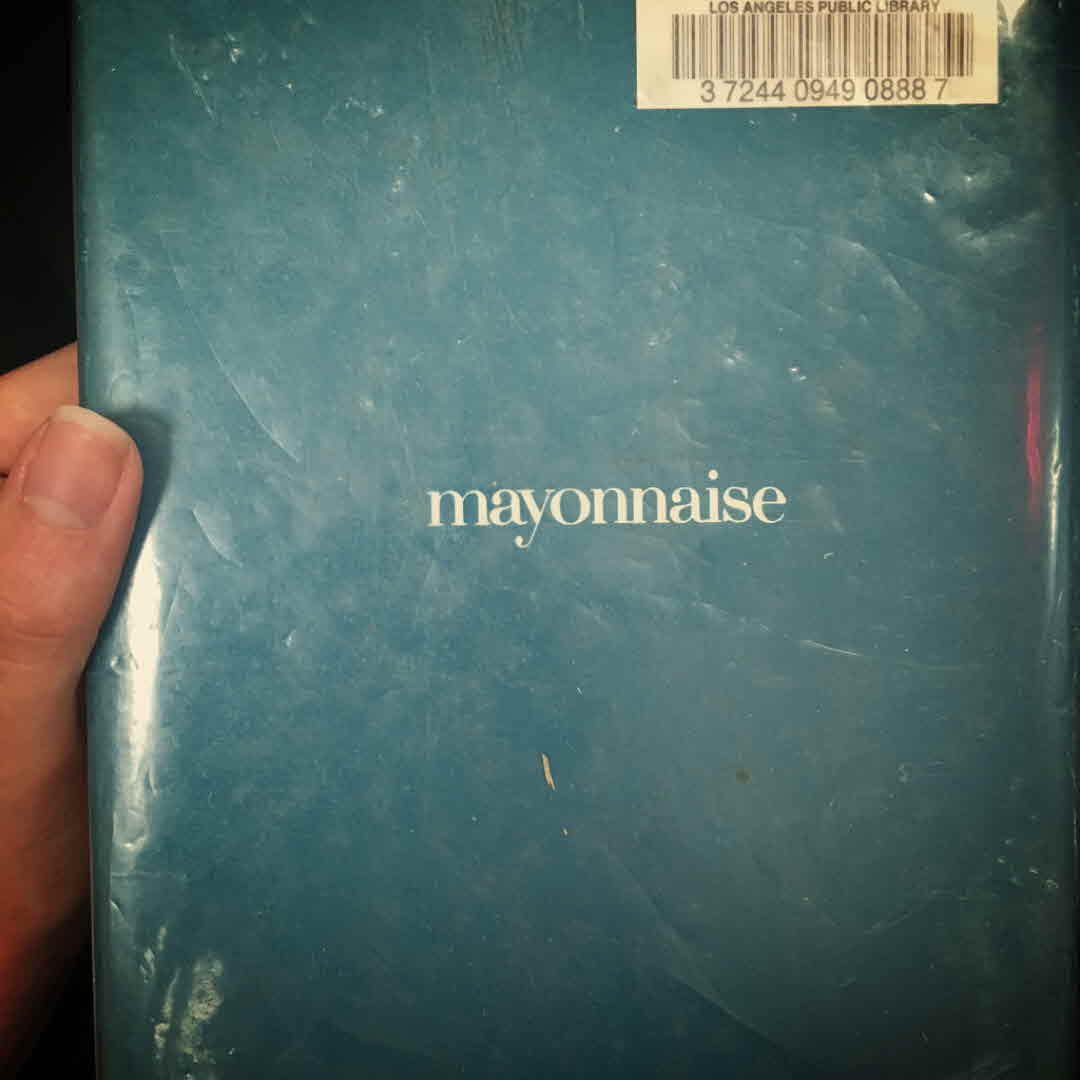 LOS ANGELES PUBLIC LIBRARY
3 7244 0949 0888 7
mayonnaise